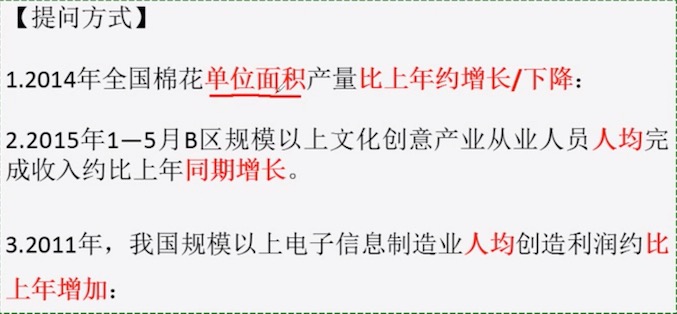 【提问方式】
1.2014年全国棉花单位面积产量比上年约增长/下降：
2.2015年1—5月B区规模以上文化创意产业从业人员人均完
成收入约比上年同期增长。
3.2011年，我国规模以上电子信息制造业人均创造利润约比
上年增加：